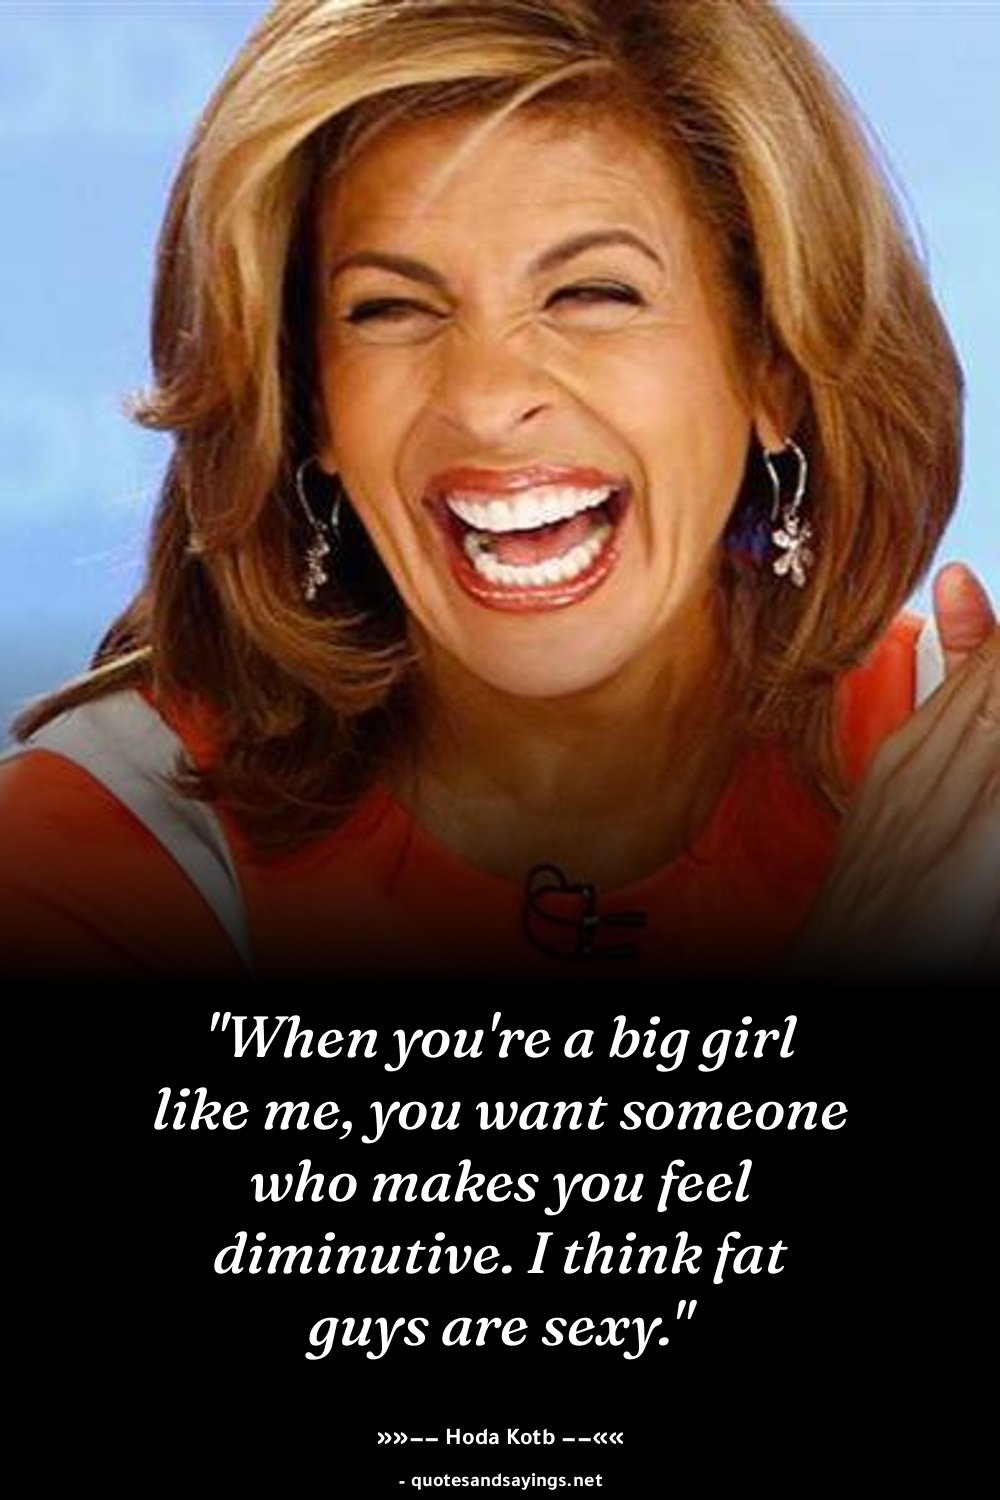 "When you're a big girl
like me, you want someone
who makes you feel
diminutive. I think fat
guys are sexy."
»»–– Hoda Kotb ––««
- quotesandsayings.net